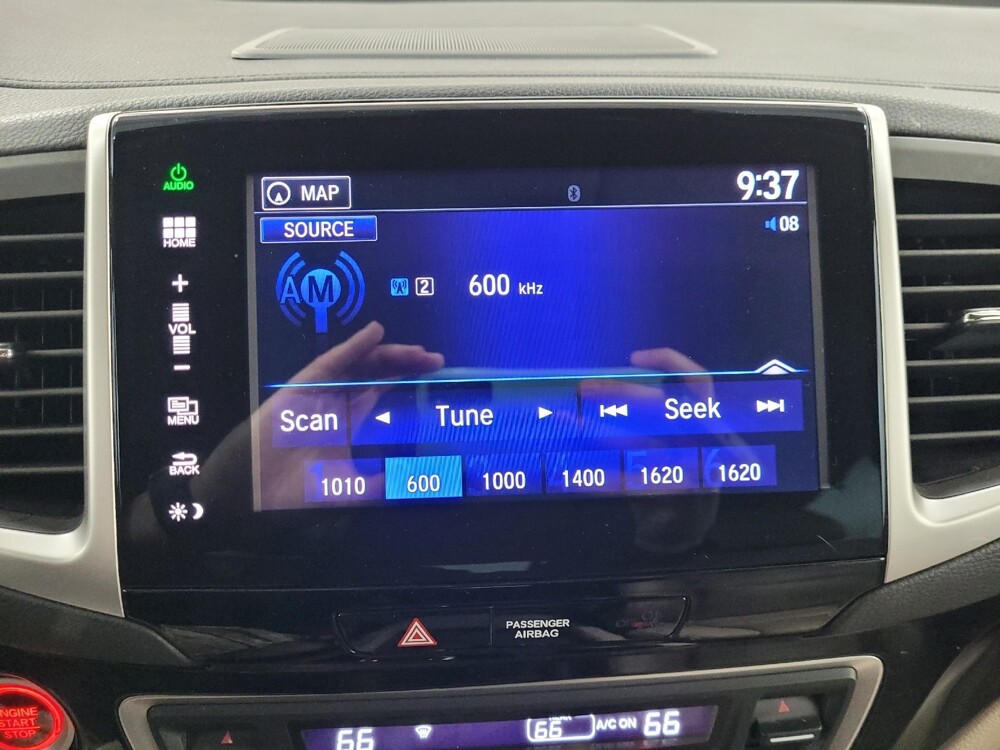 AUDIO
MAP
9:37
HOME
SOURCE
08
AM
2
600 kHz
+
VOL
−
MENU
Scan
Tune
Seek
BACK
1010
600
1000
1400
1620
1620
PASSENGER
AIRBAG
ENGINE
START
STOP
66
66
A/C ON
66